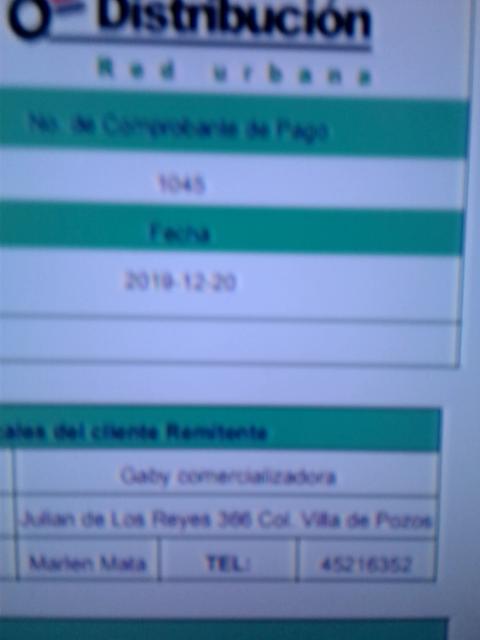 Distribución
Red urbana
No. de Comprobante de Pago
1045
Fecha
2019-12-20
ales del cliente Remitente
Gaby comercializadora
Julian de Los Reyes 366 Col. Villa de Pozos
Marlen Mata TEL: 45216352